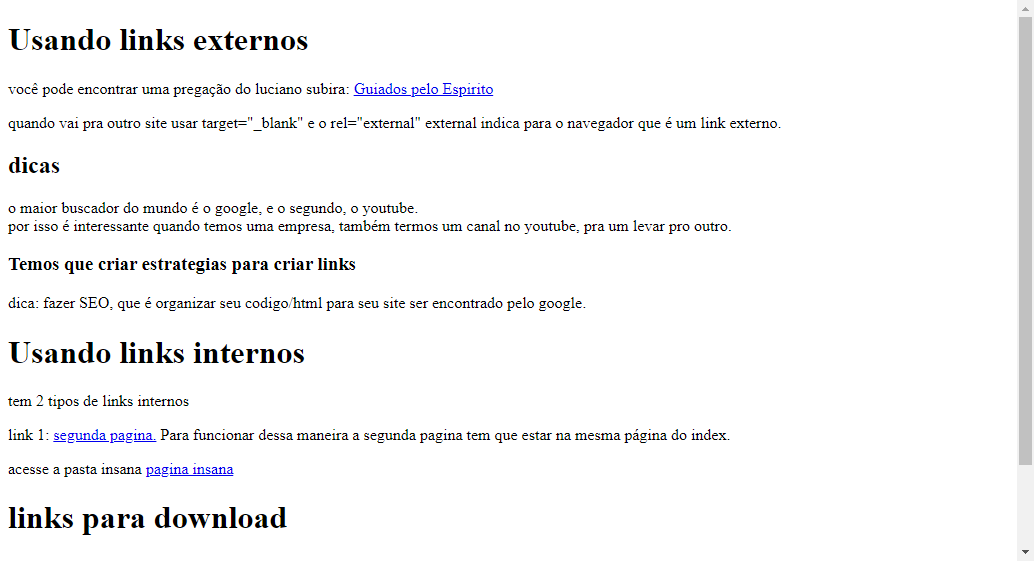 Usando links externos
você pode encontrar uma pregação do luciano subira: Guiados pelo Espirito
quando vai pra outro site usar target="_blank" e o rel="external" external indica para o navegador que é um link externo.
dicas
o maior buscador do mundo é o google, e o segundo, o youtube.
por isso é interessante quando temos uma empresa, também termos um canal no youtube, pra um levar pro outro.
Temos que criar estrategias para criar links
dica: fazer SEO, que é organizar seu codigo/html para seu site ser encontrado pelo google.
Usando links internos
tem 2 tipos de links internos
link 1: segunda pagina. Para funcionar dessa maneira a segunda pagina tem que estar na mesma página do index.
acesse a pasta insana pagina insana
links para download